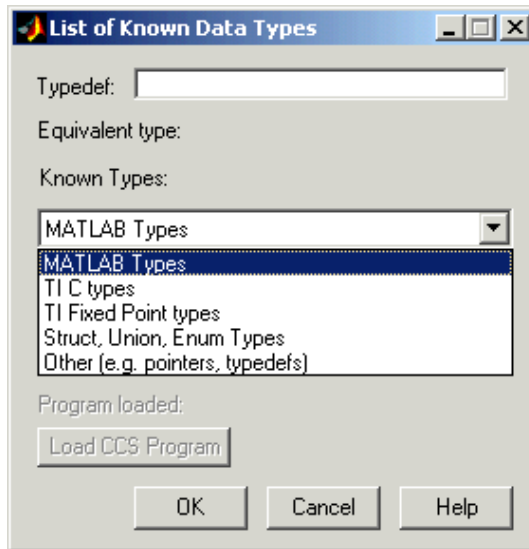 List of Known Data Types
Typedef:
Equivalent type:
Known Types:
MATLAB Types
MATLAB Types
TI C types
TI Fixed Point types
Struct, Union, Enum Types
Other (e.g. pointers, typedefs)
Program loaded:
Load CCS Program
OK Cancel Help